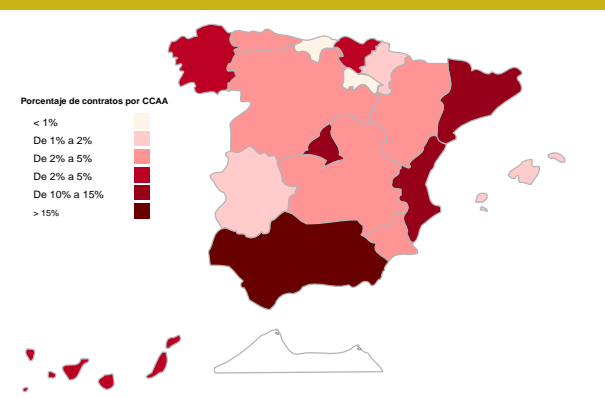 Porcentaje de contratos por CCAA
< 1%
De 1% a 2%
De 2% a 5%
De 2% a 5%
De 10% a 15%
> 15%